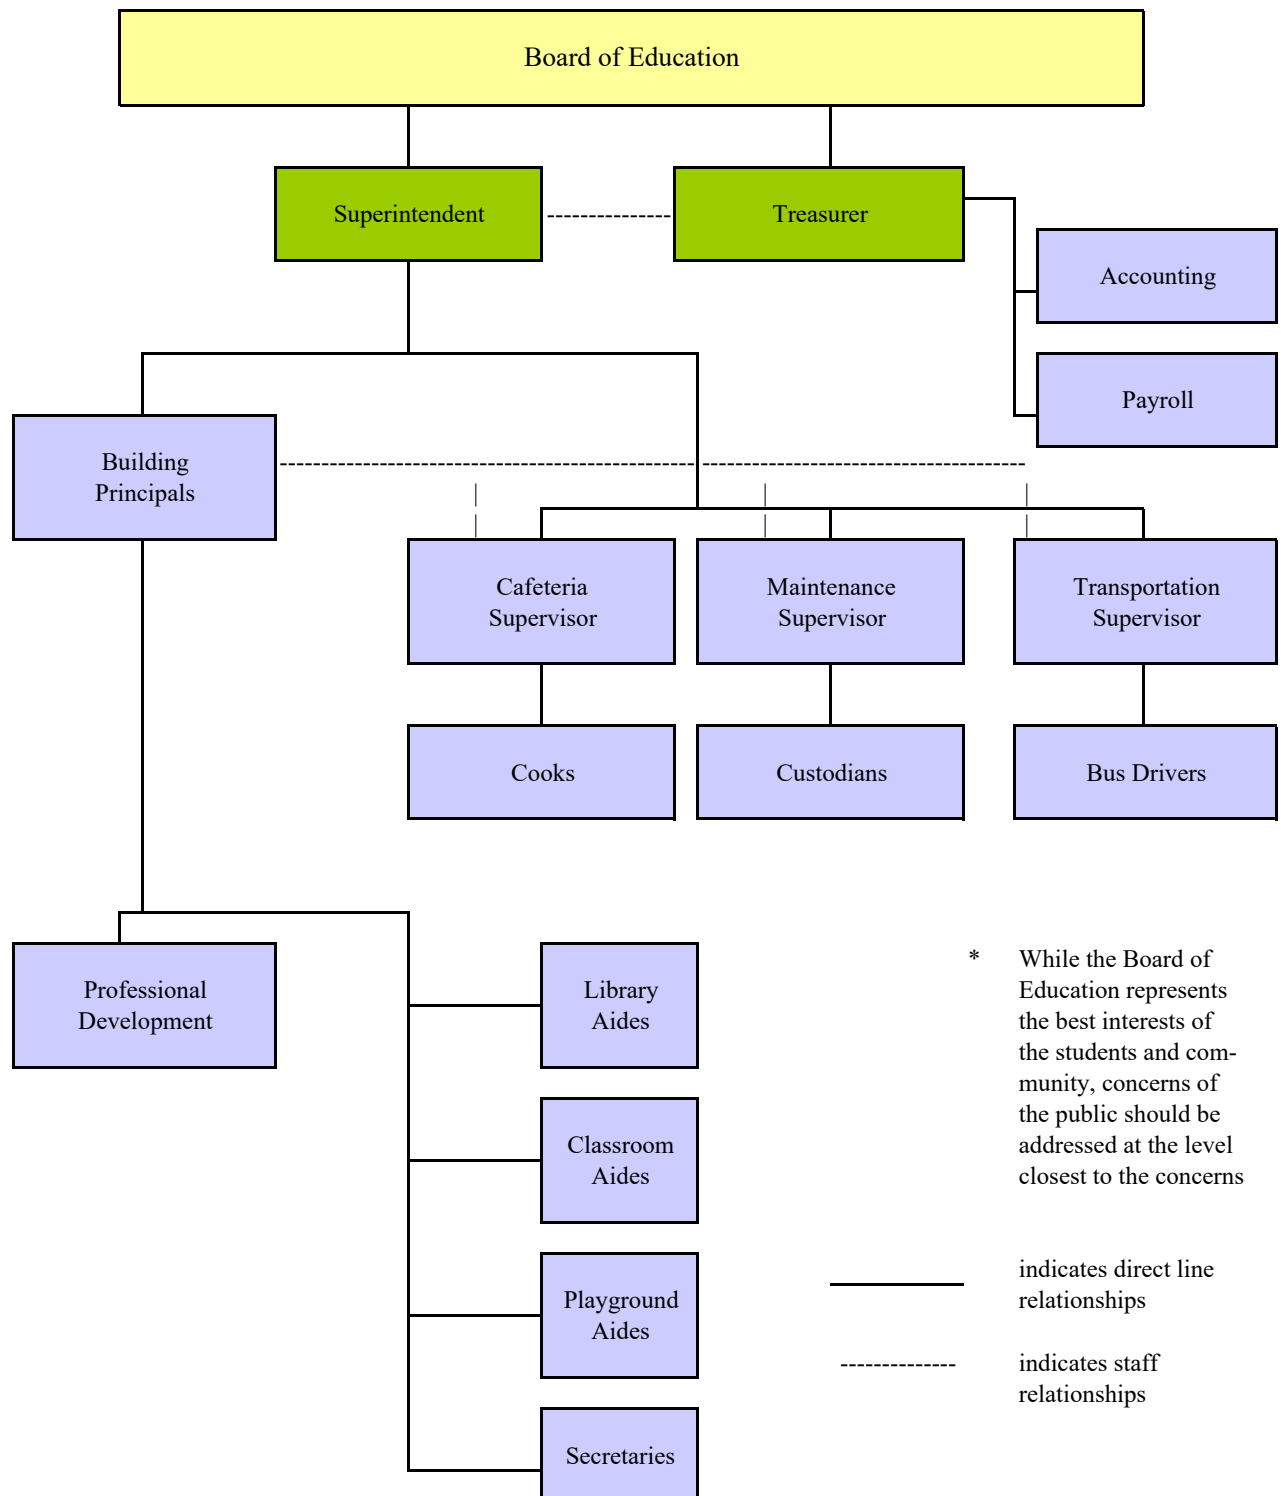 Board of Education
Superintendent
Treasurer
Accounting
Payroll
Building
Principals
Cafeteria
Supervisor
Maintenance
Supervisor
Transportation
Supervisor
Cooks
Custodians
Bus Drivers
Professional
Development
Library
Aides
Classroom
Aides
Playground
Aides
Secretaries
* While the Board of
Education represents
the best interests of
the students and com-
munity, concerns of
the public should be
addressed at the level
closest to the concerns
indicates direct line
relationships
indicates staff
relationships